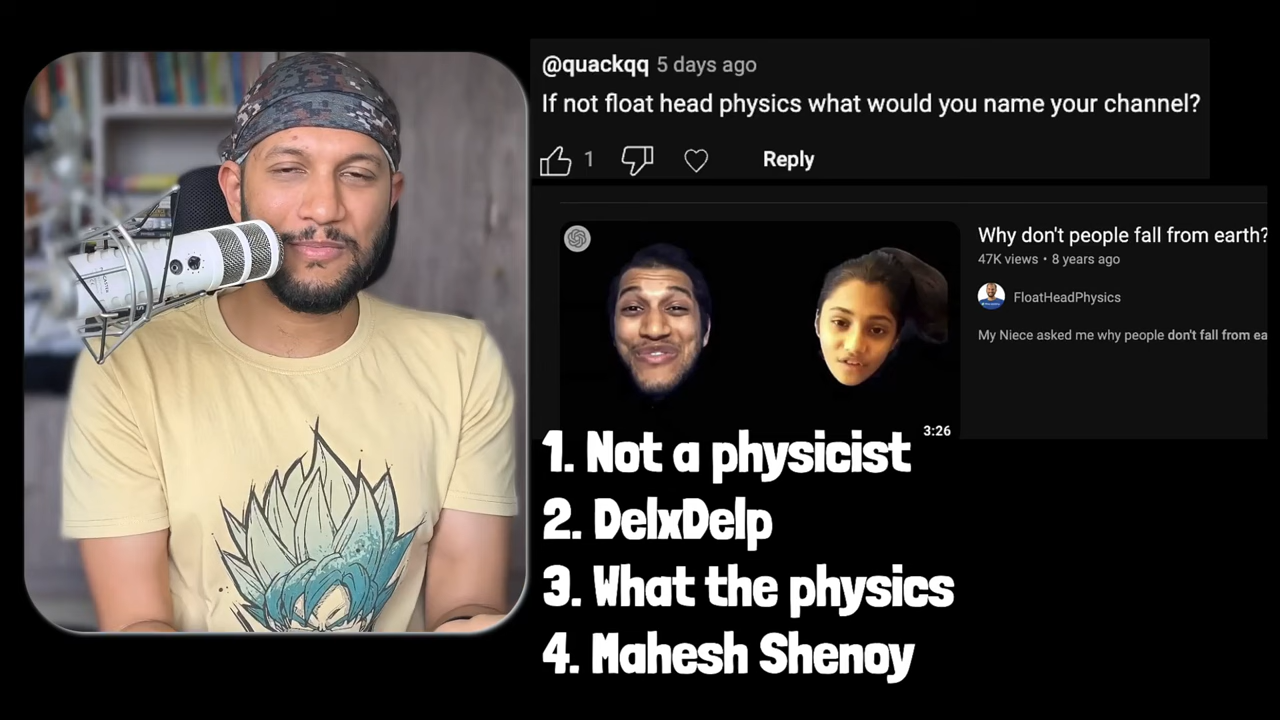 @quackqq 5 days ago
If not float head physics what would you name your channel?
1
Reply
Why don't people fall from earth?
47K views • 8 years ago
FloatHeadPhysics
My Niece asked me why people don't fall from ea
3:26
1. Not a physicist
2. DelxDelp
3. What the physics
4. Mahesh Shenoy